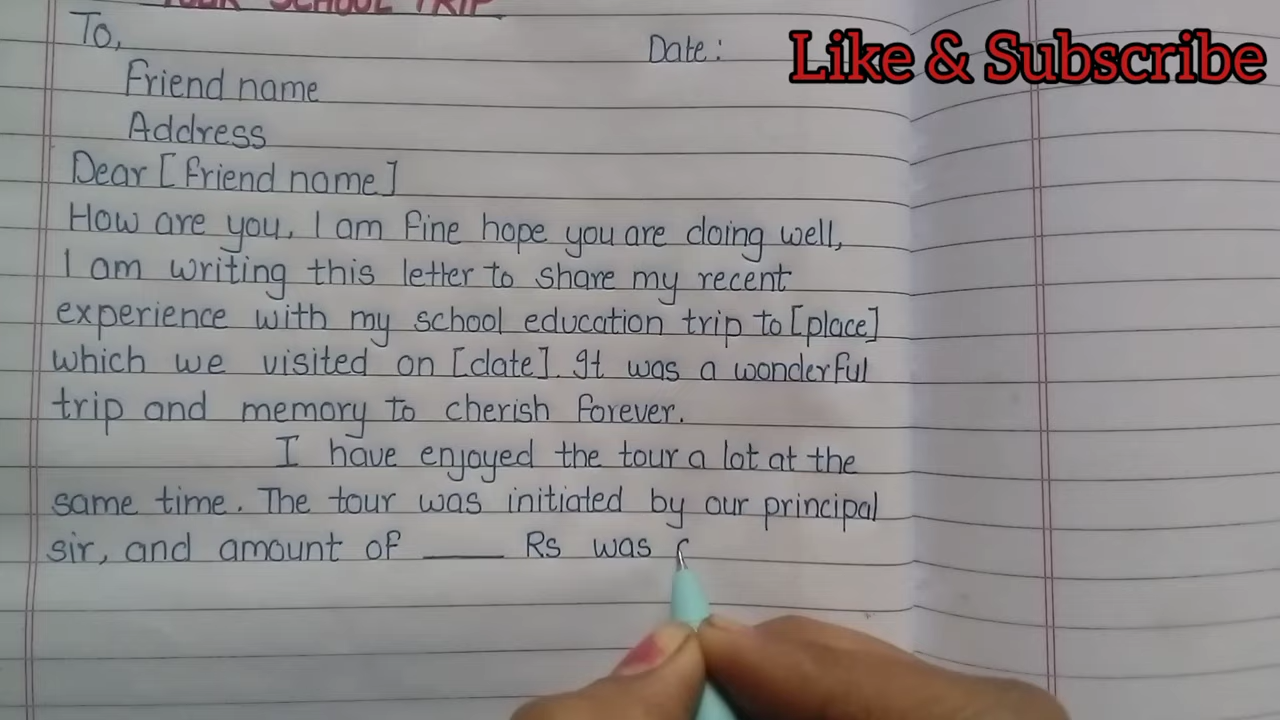 YOUR SCHOOL TRIP
To,
Date:
Like & Subscribe
Friend name
Address
Dear [friend name]
How are you, I am fine hope you are doing well,
I am writing this letter to share my recent
experience with my school education trip to [place]
which we visited on [date]. It was a wonderful
trip and memory to cherish forever.
I have enjoyed the tour a lot at the
same time. The tour was initiated by our principal
sir, and amount of ____ Rs was